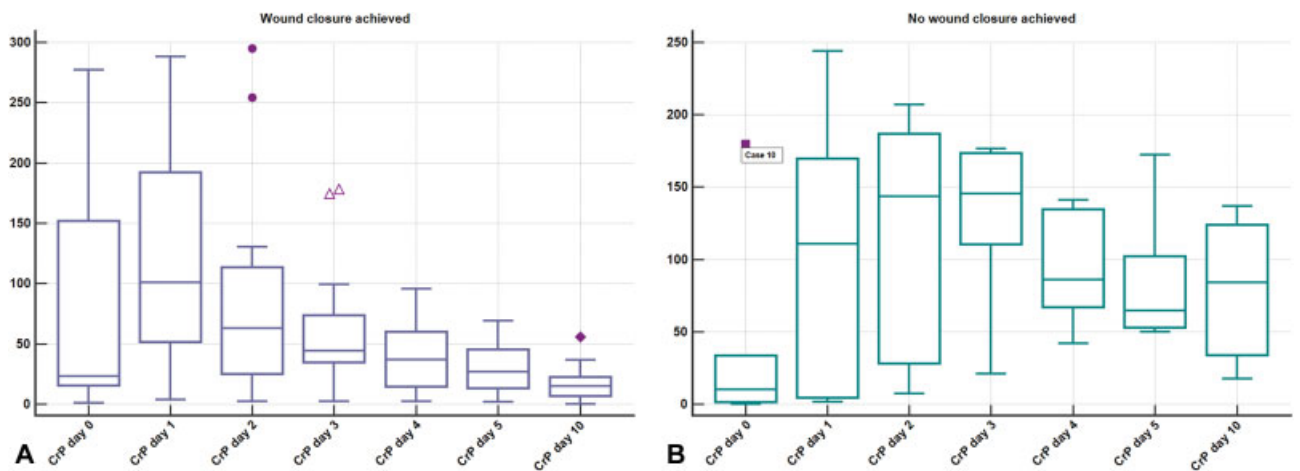 Wound closure achieved
300
250
200
150
100
50
0
CrP day 0
CrP day 1
CrP day 2
CrP day 3
CrP day 4
CrP day 5
CrP day 10
A
No wound closure achieved
250
200
150
100
50
0
Case 10
CrP day 0
CrP day 1
CrP day 2
CrP day 3
CrP day 4
CrP day 5
CrP day 10
B